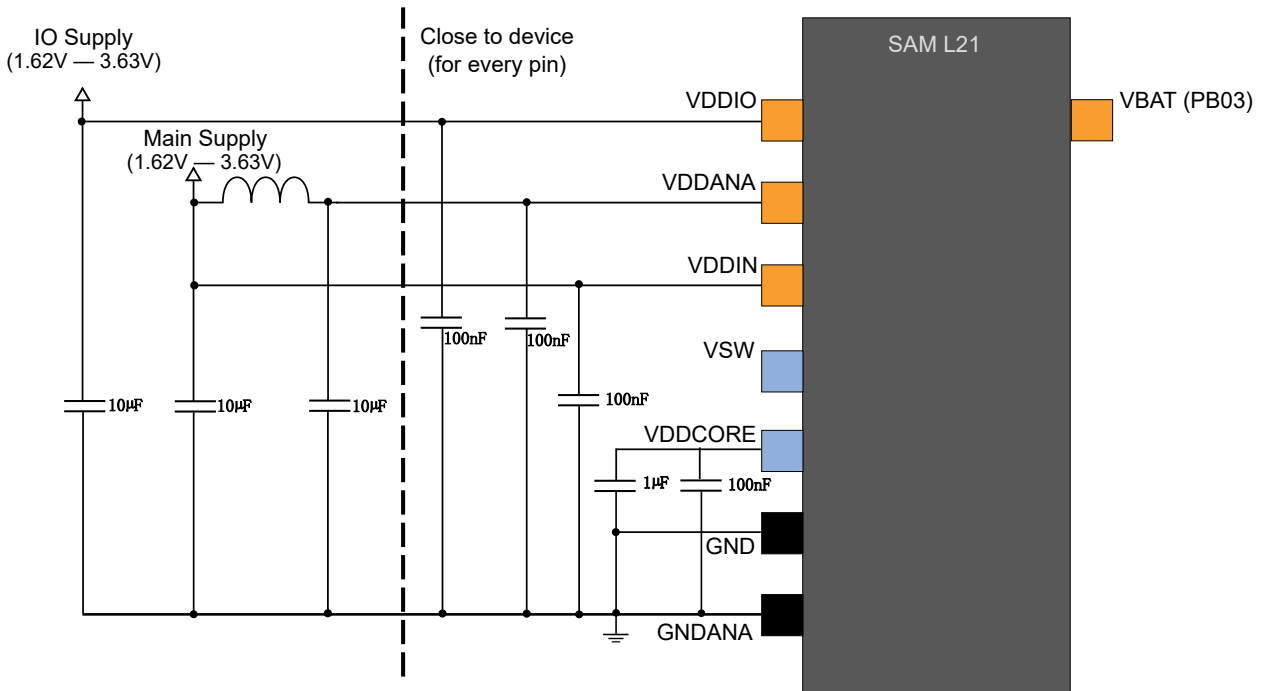 IO Supply
(1.62V — 3.63V)
Close to device
(for every pin)
SAM L21
VDDIO
VBAT (PB03)
Main Supply
(1.62V — 3.63V)
VDDANA
VDDIN
100nF
100nF
VSW
10µF
10µF
10µF
100nF
VDDCORE
1µF
100nF
GND
GNDANA